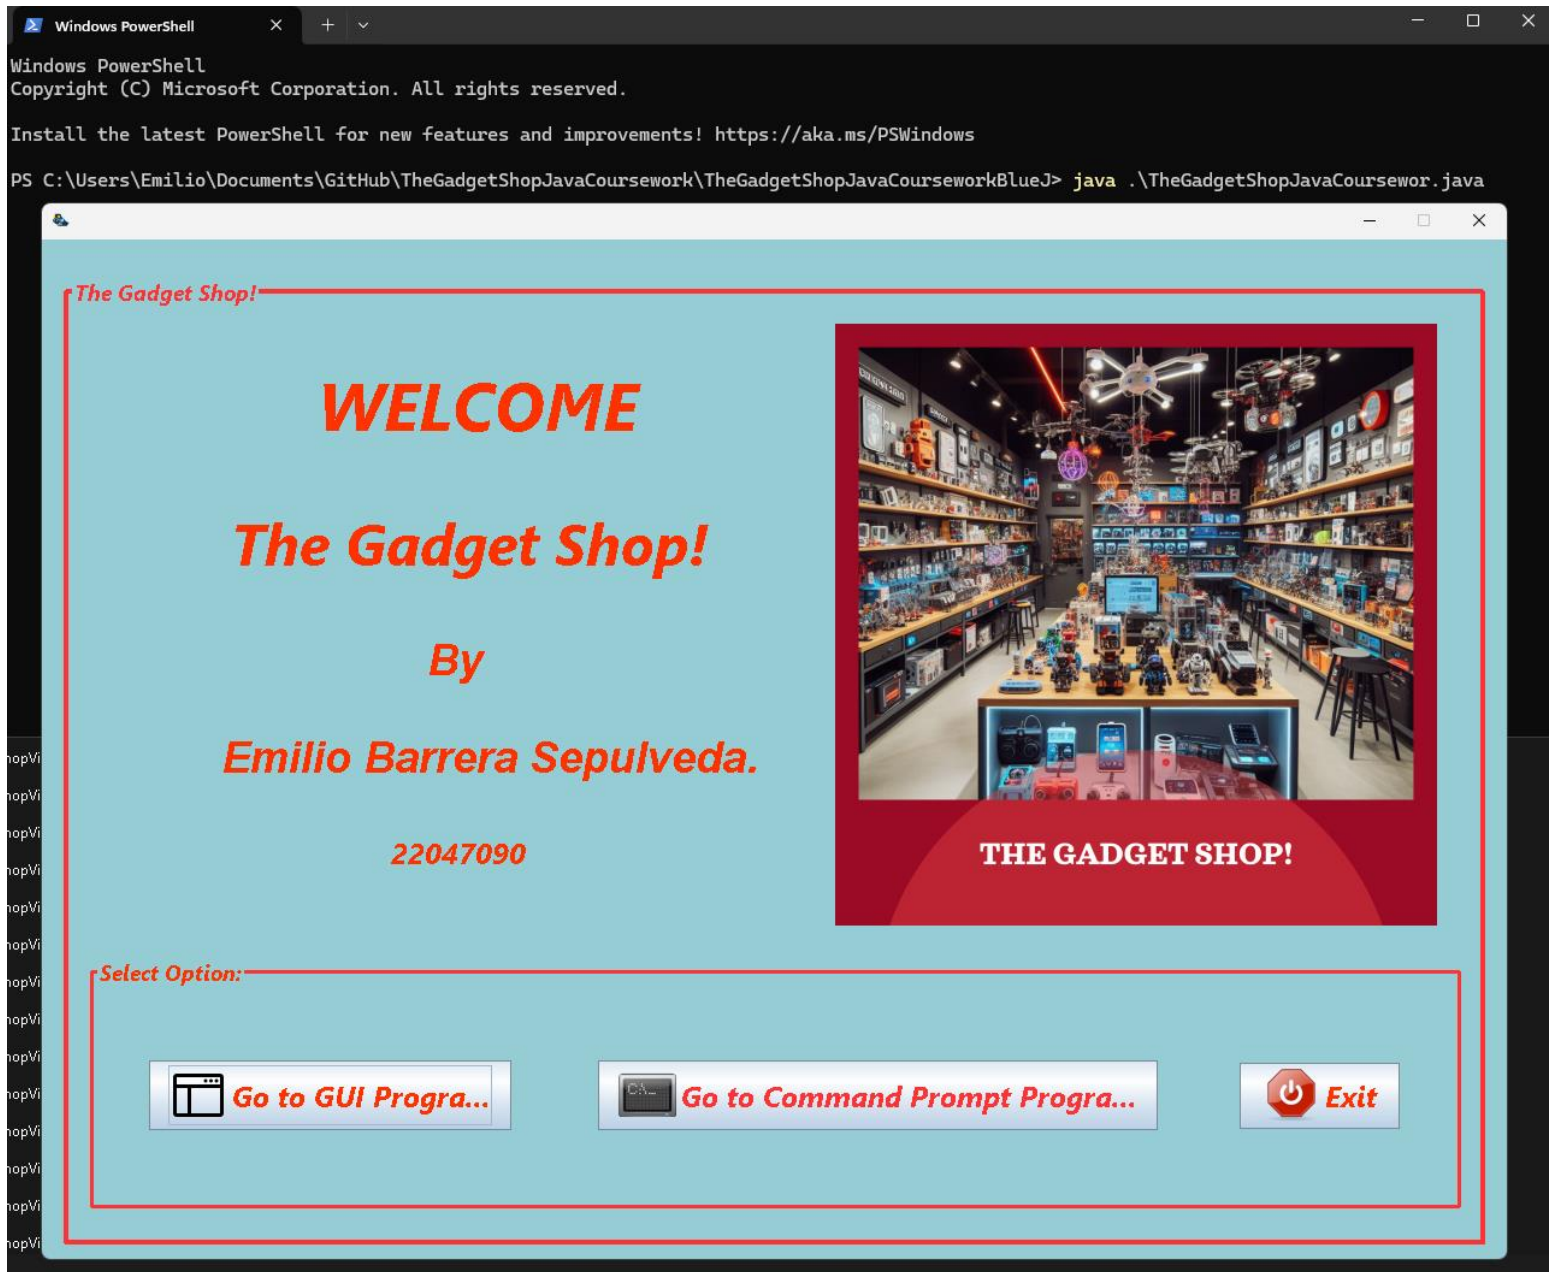 Windows PowerShell
Windows PowerShell
Copyright (C) Microsoft Corporation. All rights reserved.
Install the latest PowerShell for new features and improvements! https://aka.ms/PSWindows
PS C:\Users\Emilio\Documents\GitHub\TheGadgetShopJavaCoursework\TheGadgetShopJavaCourseworkBlueJ> java .\TheGadgetShopJavaCoursewor.java
The Gadget Shop!
WELCOME
The Gadget Shop!
By
Emilio Barrera Sepulveda.
22047090
THE GADGET SHOP!
Select Option:
Go to GUI Progra...
Go to Command Prompt Progra...
Exit